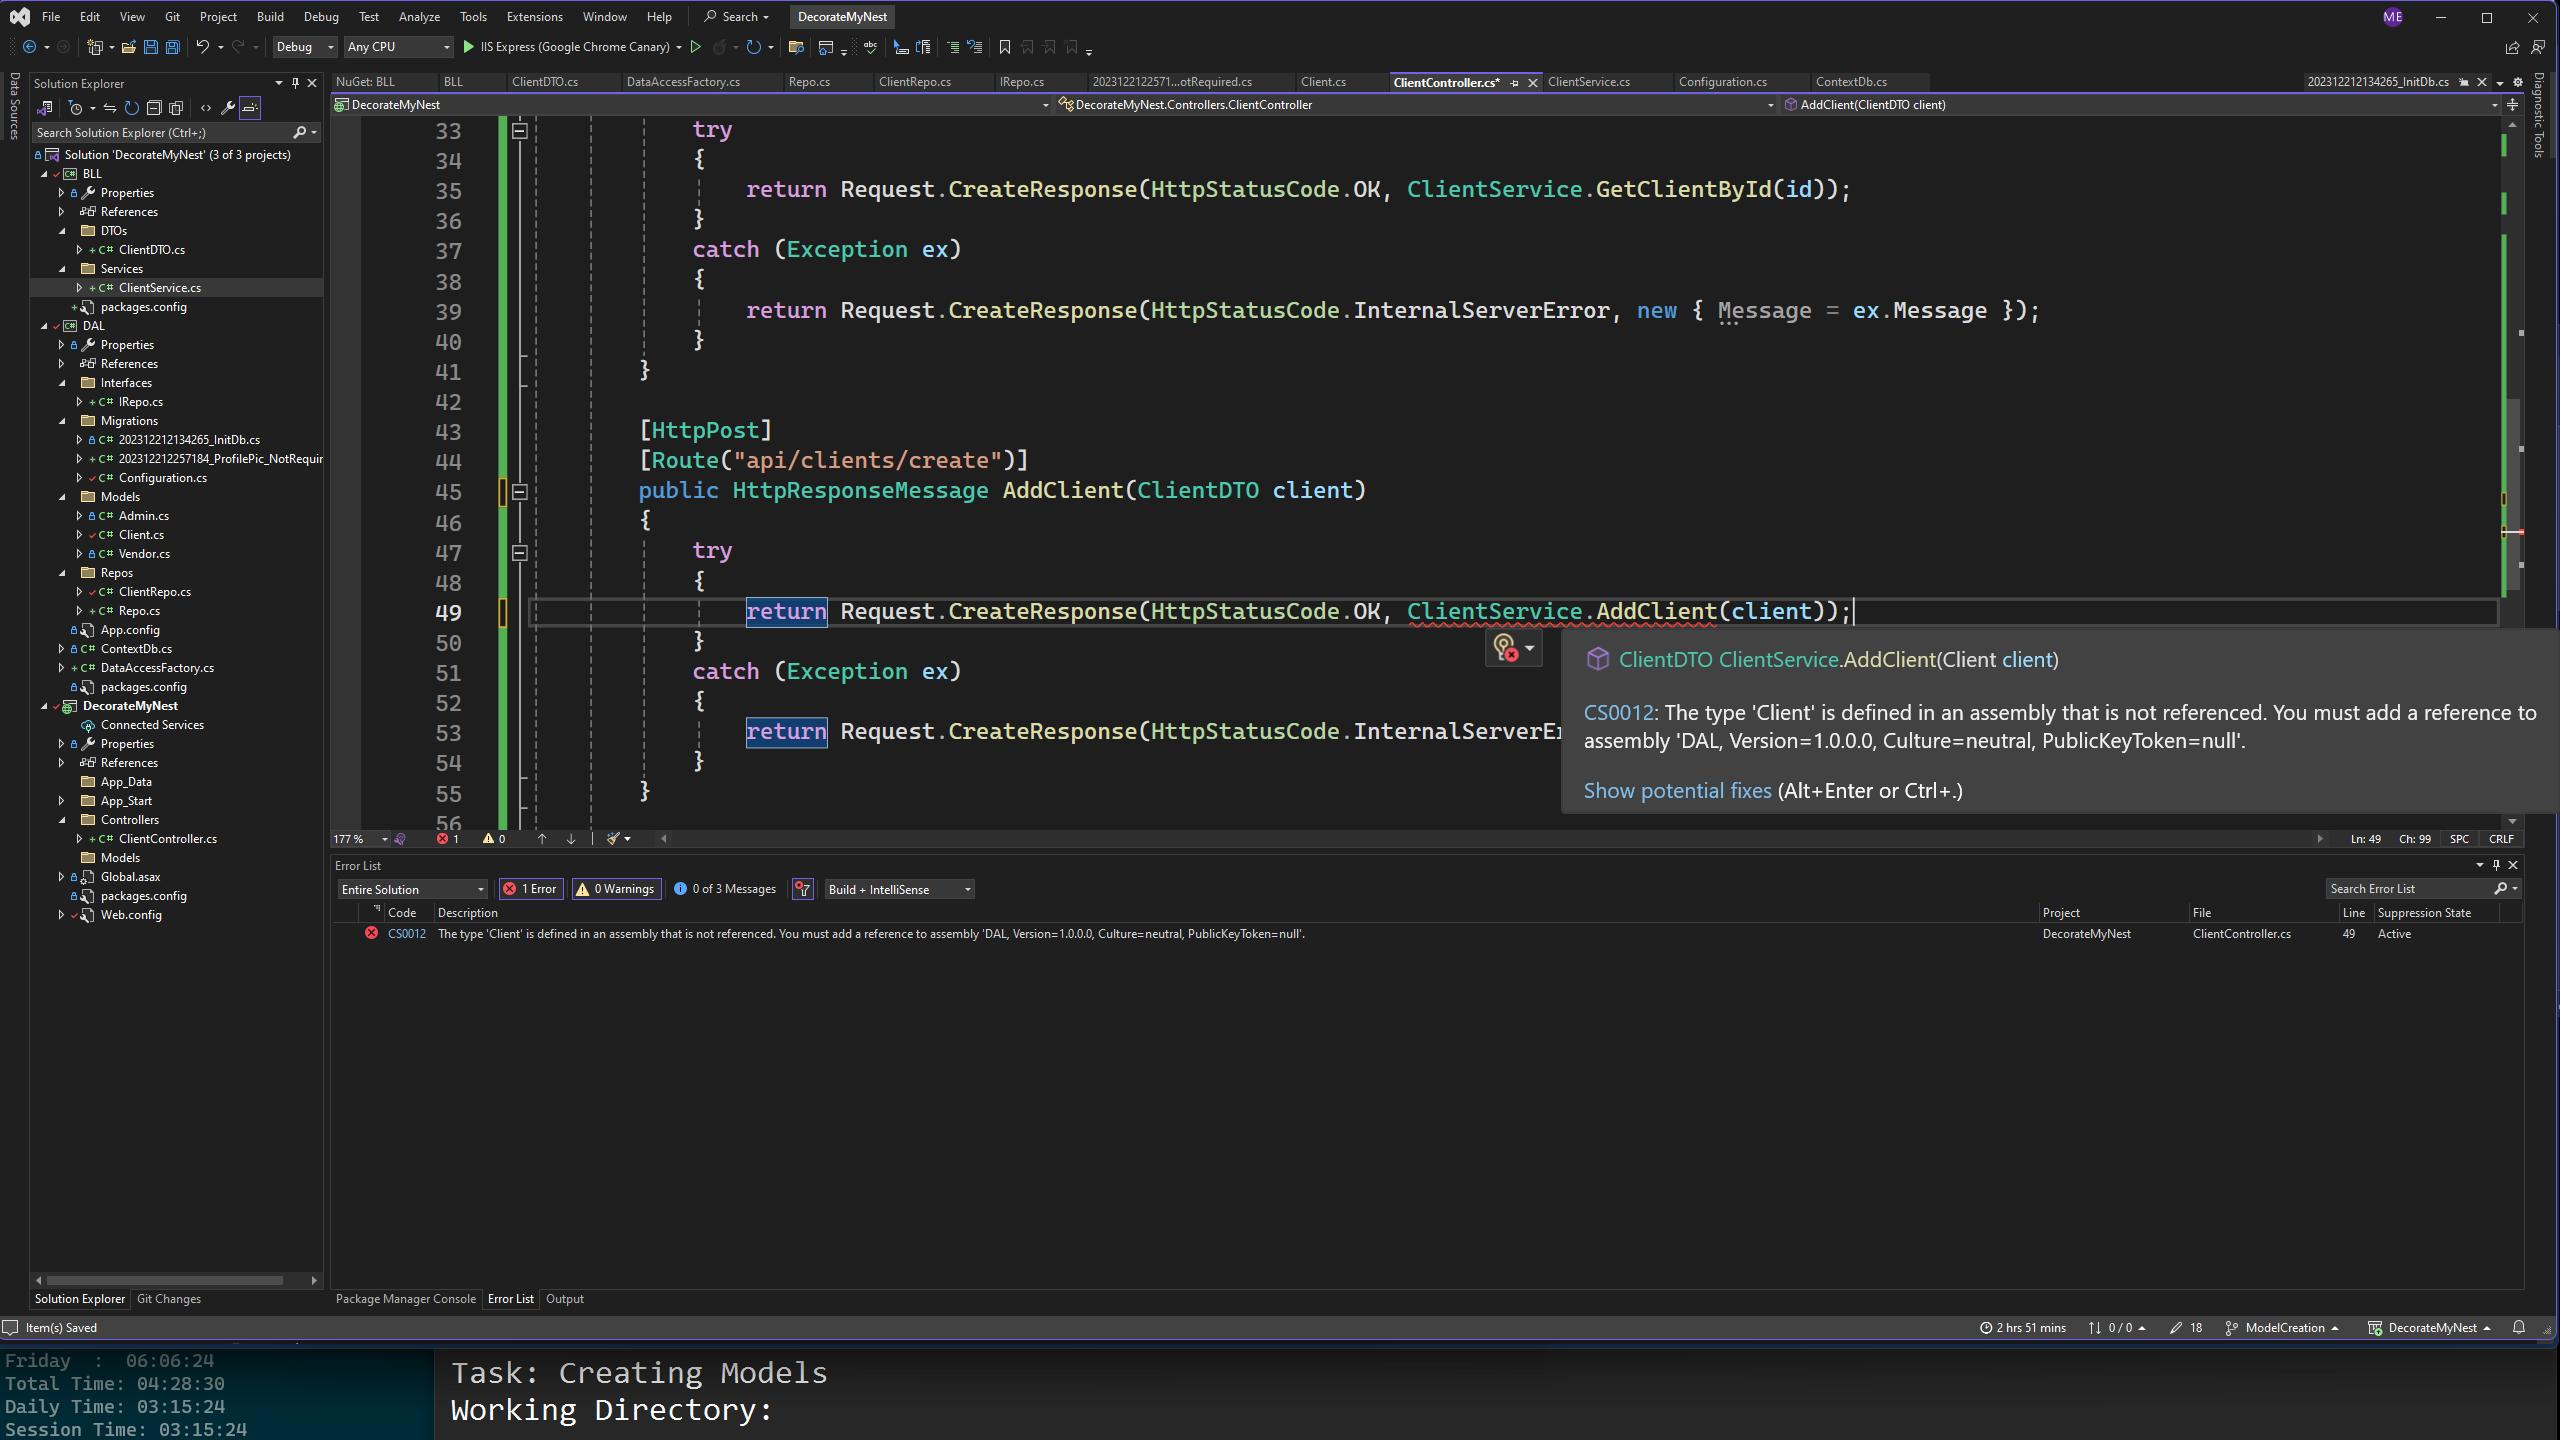 File Edit View Git Project Build Debug Test Analyze Tools Extensions Window Help Search DecorateMyNest ME
Debug Any CPU IIS Express (Google Chrome Canary)
Data Sources
Solution Explorer
Search Solution Explorer (Ctrl+;)
Solution 'DecorateMyNest' (3 of 3 projects)
BLL
Properties
References
DTOs
C# ClientDTO.cs
Services
C# ClientService.cs
packages.config
DAL
Properties
References
Interfaces
C# IRepo.cs
Migrations
C# 202312212134265_InitDb.cs
C# 202312212257184_ProfilePic_NotRequir
C# Configuration.cs
Models
C# Admin.cs
C# Client.cs
C# Vendor.cs
Repos
C# ClientRepo.cs
C# Repo.cs
App.config
C# ContextDb.cs
C# DataAccessFactory.cs
packages.config
DecorateMyNest
Connected Services
Properties
References
App_Data
App_Start
Controllers
C# ClientController.cs
Models
Global.asax
packages.config
Web.config
Solution Explorer Git Changes
NuGet: BLL BLL ClientDTO.cs DataAccessFactory.cs Repo.cs ClientRepo.cs IRepo.cs 2023122122571...otRequired.cs Client.cs ClientController.cs* ClientService.cs Configuration.cs ContextDb.cs 202312212134265_InitDb.cs
DecorateMyNest DecorateMyNest.Controllers.ClientController AddClient(ClientDTO client)
Diagnostic Tools
33 try
34 {
35 return Request.CreateResponse(HttpStatusCode.OK, ClientService.GetClientById(id));
36 }
37 catch (Exception ex)
38 {
39 return Request.CreateResponse(HttpStatusCode.InternalServerError, new { Message = ex.Message });
40 }
41 }
42
43 [HttpPost]
44 [Route("api/clients/create")]
45 public HttpResponseMessage AddClient(ClientDTO client)
46 {
47 try
48 {
49 return Request.CreateResponse(HttpStatusCode.OK, ClientService.AddClient(client));
50 }
51 catch (Exception ex)
52 {
53 return Request.CreateResponse(HttpStatusCode.InternalServerEr
54 }
55 }
56
ClientDTO ClientService.AddClient(Client client)
CS0012: The type 'Client' is defined in an assembly that is not referenced. You must add a reference to
assembly 'DAL, Version=1.0.0.0, Culture=neutral, PublicKeyToken=null'.
Show potential fixes (Alt+Enter or Ctrl+.)
177 % 1 0 Ln: 49 Ch: 99 SPC CRLF
Error List
Entire Solution 1 Error 0 Warnings 0 of 3 Messages Build + IntelliSense Search Error List
Code Description Project File Line Suppression State
CS0012 The type 'Client' is defined in an assembly that is not referenced. You must add a reference to assembly 'DAL, Version=1.0.0.0, Culture=neutral, PublicKeyToken=null'. DecorateMyNest ClientController.cs 49 Active
Package Manager Console Error List Output
Item(s) Saved 2 hrs 51 mins 0 / 0 18 ModelCreation DecorateMyNest
Friday : 06:06:24
Total Time: 04:28:30
Daily Time: 03:15:24
Session Time: 03:15:24
Task: Creating Models
Working Directory: